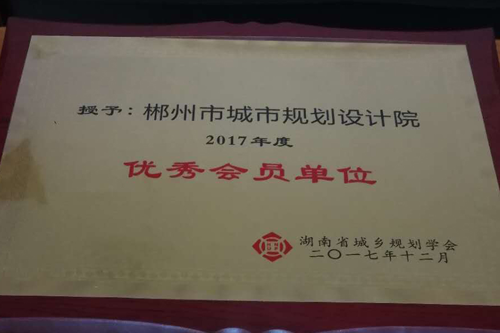 授予：郴州市城市规划设计院
2017年度
优秀会员单位
湖南省城乡规划学会
二〇一七年十二月